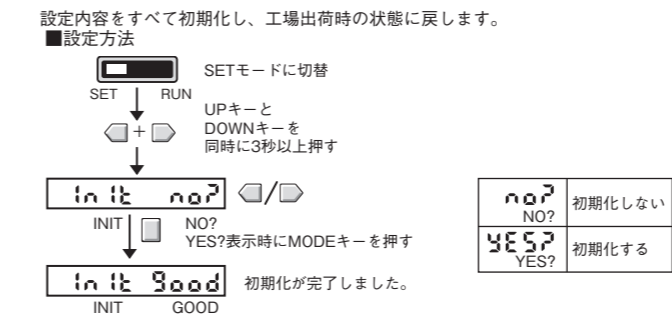 設定内容をすべて初期化し、工場出荷時の状態に戻します。
■設定方法
SETモードに切替
SET RUN
UPキーと
DOWNキーを
同時に3秒以上押す
+
init no? /
INIT NO?
YES?表示時にMODEキーを押す
init good 初期化が完了しました。
INIT GOOD
no? 初期化しない
NO?
YES? 初期化する
YES?